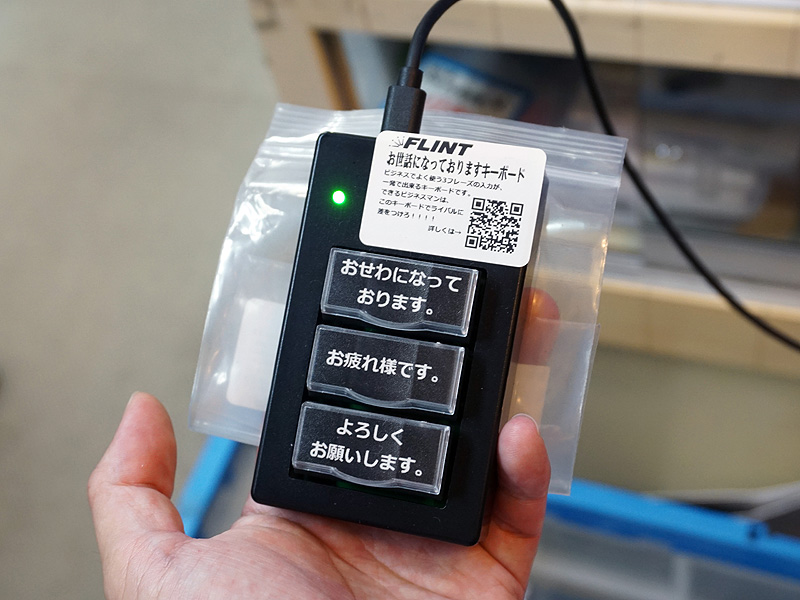 FLINT
お世話になっておりますキーボード
ビジネスでよく使う3フレーズの入力が、
一発で出来るキーボードです。
できるビジネスマンは、
このキーボードでライバルに
差をつけろ！！！！
詳しくは→
おせわになって
おります。
お疲れ様です。
よろしく
お願いします。